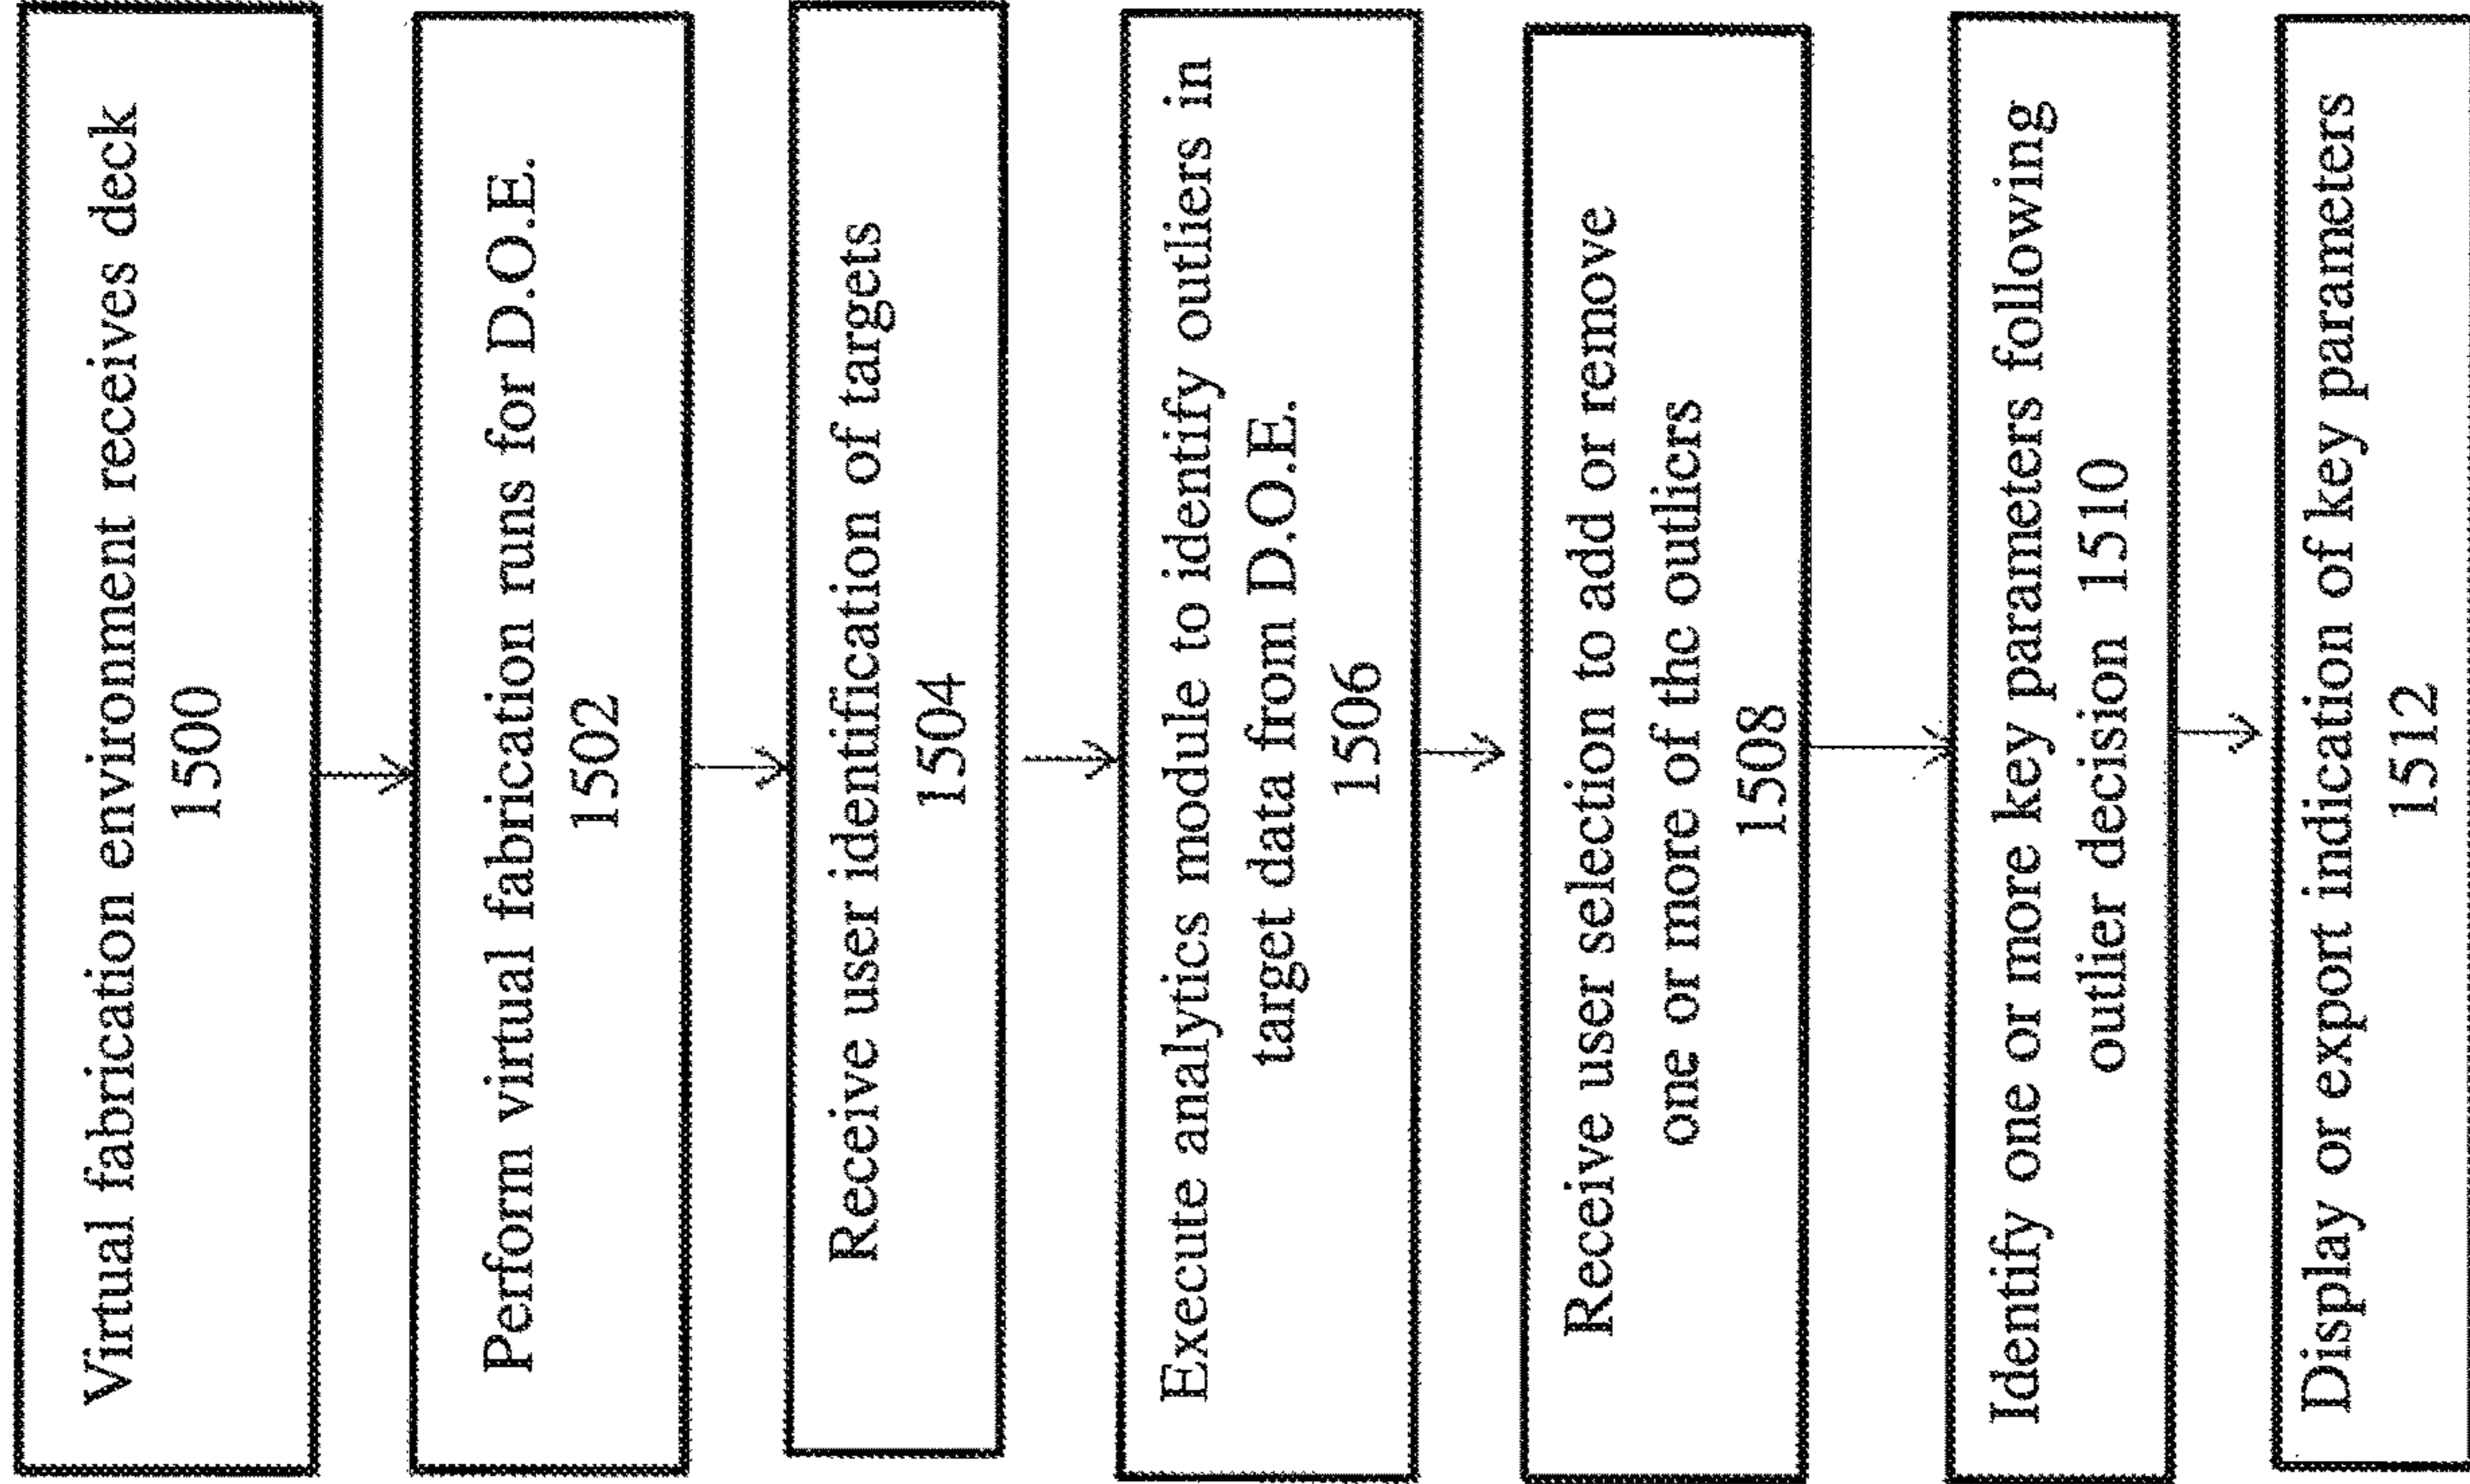 Virtual fabrication environment receives deck
1500
Perform virtual fabrication runs for D.O.E.
1502
Receive user identification of targets
1504
Execute analytics module to identify outliers in
target data from D.O.E.
1506
Receive user selection to add or remove
one or more of the outliers
1508
Identify one or more key parameters following
outlier decision 1510
Display or export indication of key parameters
1512